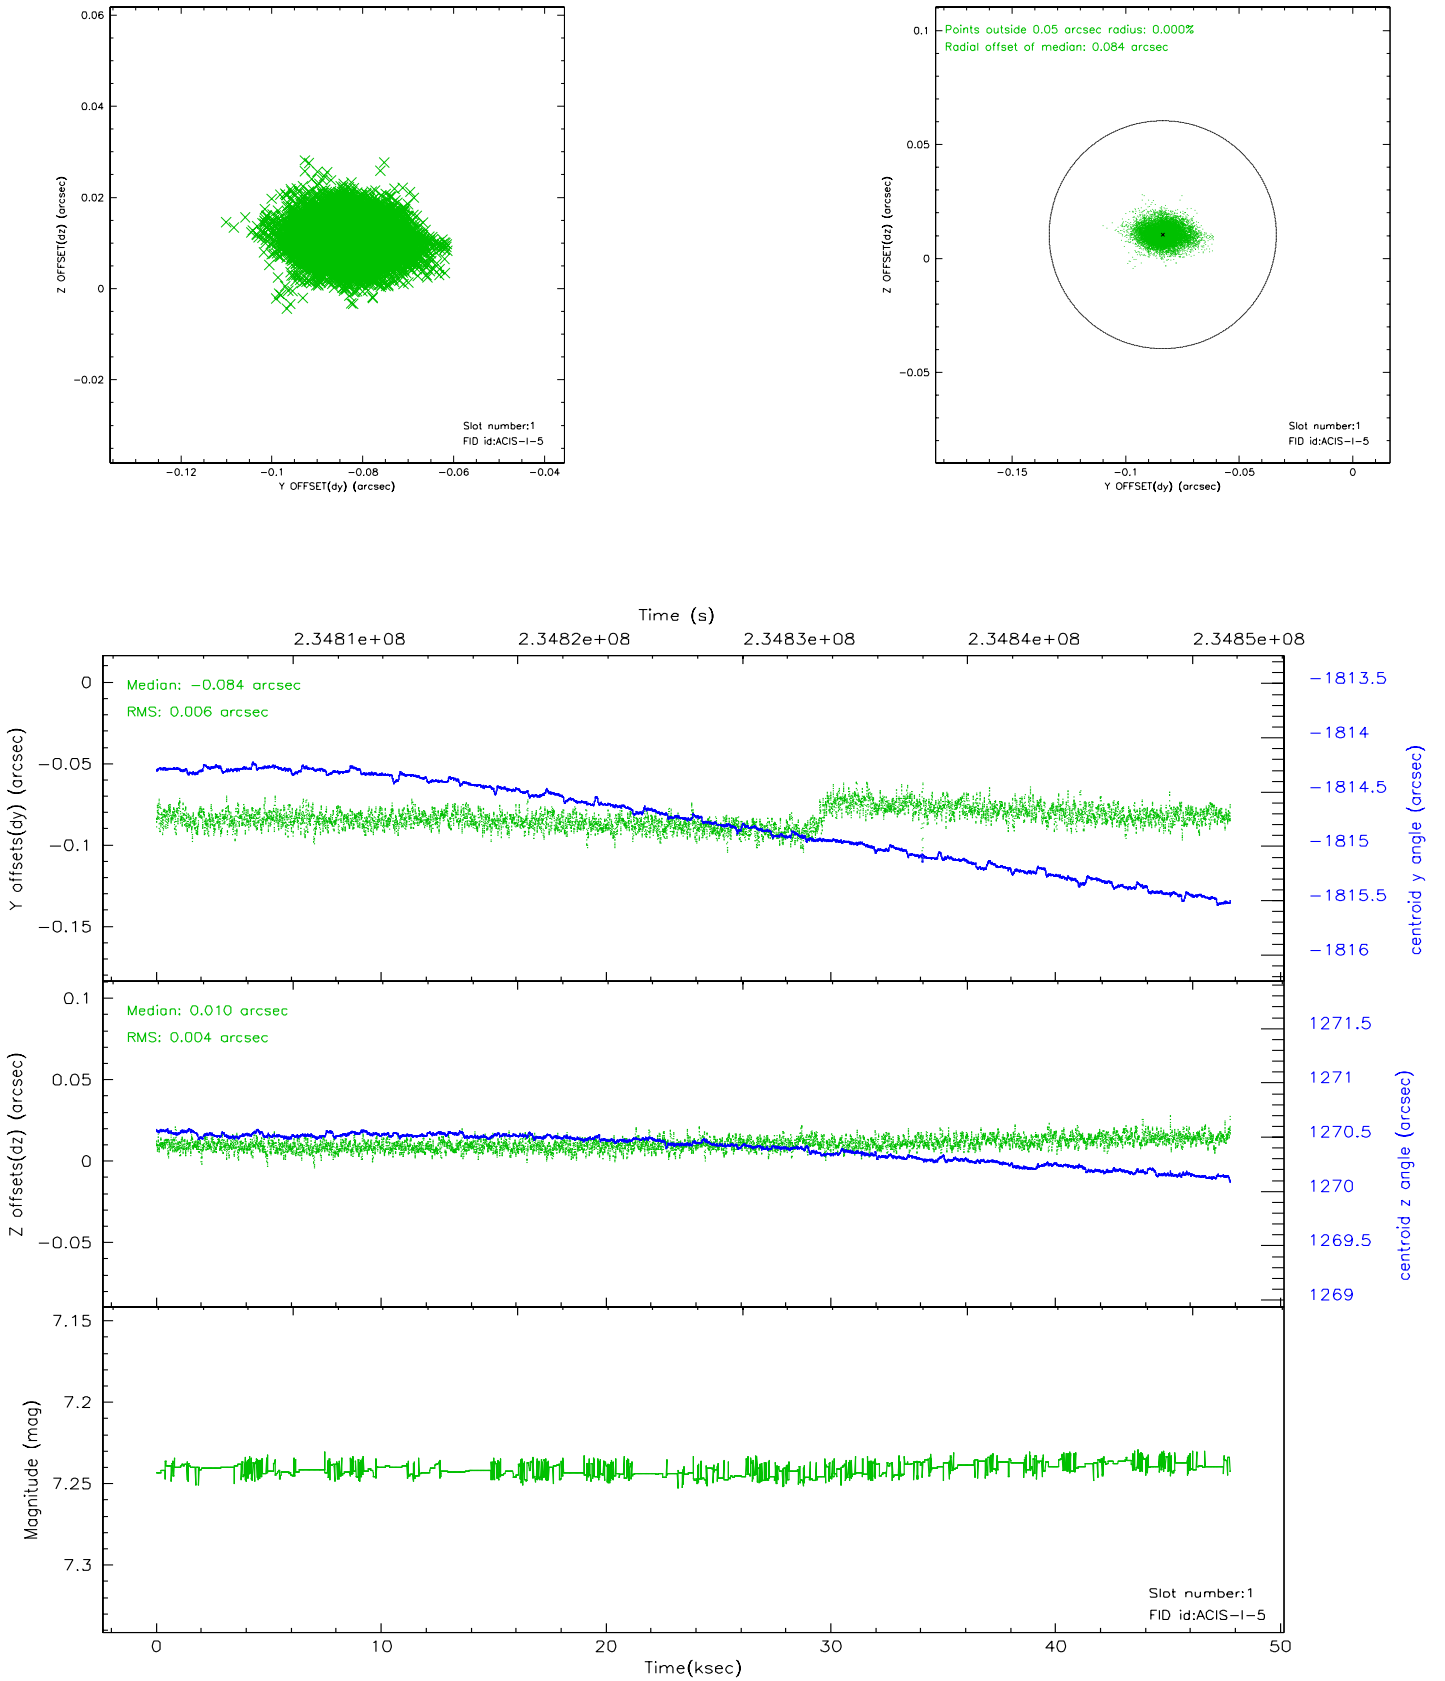 0.06
0.04
0.02
0
−0.02
Z OFFSET(dz) (arcsec)
Slot number:1
FID id:ACIS−I−5
−0.12 −0.1 −0.08 −0.06 −0.04
Y OFFSET(dy) (arcsec)
Points outside 0.05 arcsec radius: 0.000%
Radial offset of median: 0.084 arcsec
0.1
0.05
0
−0.05
Z OFFSET(dz) (arcsec)
Slot number:1
FID id:ACIS−I−5
−0.15 −0.1 −0.05 0
Y OFFSET(dy) (arcsec)
Time (s)
2.3481e+08 2.3482e+08 2.3483e+08 2.3484e+08 2.3485e+08
Median: −0.084 arcsec
RMS: 0.006 arcsec
0
−0.05
−0.1
−0.15
Y offsets(dy) (arcsec)
−1813.5
−1814
−1814.5
−1815
−1815.5
−1816
centroid y angle (arcsec)
Median: 0.010 arcsec
RMS: 0.004 arcsec
0.1
0.05
0
−0.05
Z offsets(dz) (arcsec)
1271.5
1271
1270.5
1270
1269.5
1269
centroid z angle (arcsec)
7.15
7.2
7.25
7.3
Magnitude (mag)
Slot number:1
FID id:ACIS−I−5
0 10 20 30 40 50
Time(ksec)